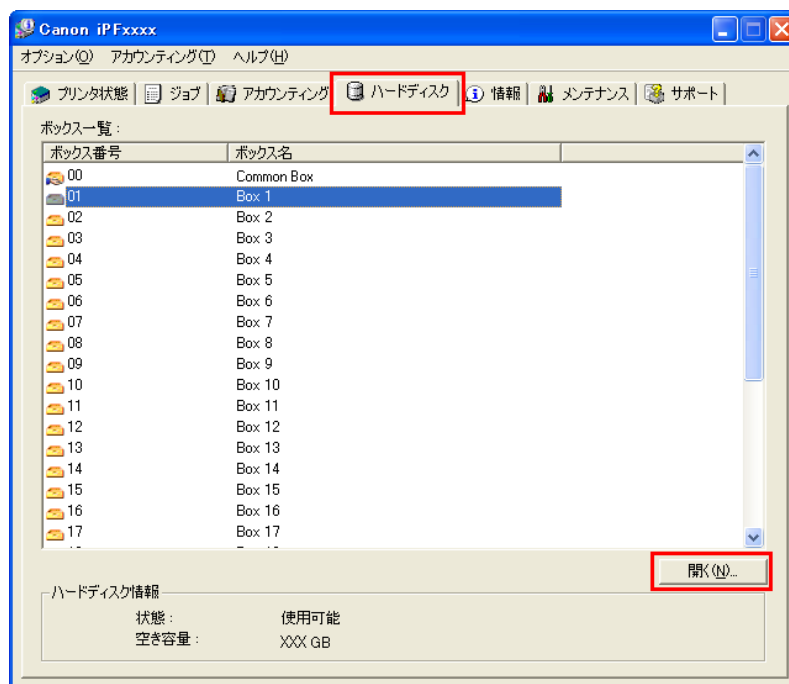 Canon iPFxxxx
オプション(O) アカウンティング(T) ヘルプ(H)
プリンタ状態 ジョブ アカウンティング ハードディスク 情報 メンテナンス サポート
ボックス一覧：
ボックス番号 ボックス名
00 Common Box
01 Box 1
02 Box 2
03 Box 3
04 Box 4
05 Box 5
06 Box 6
07 Box 7
08 Box 8
09 Box 9
10 Box 10
11 Box 11
12 Box 12
13 Box 13
14 Box 14
15 Box 15
16 Box 16
17 Box 17
開く(N)...
ハードディスク情報
状態： 使用可能
空き容量： XXX GB